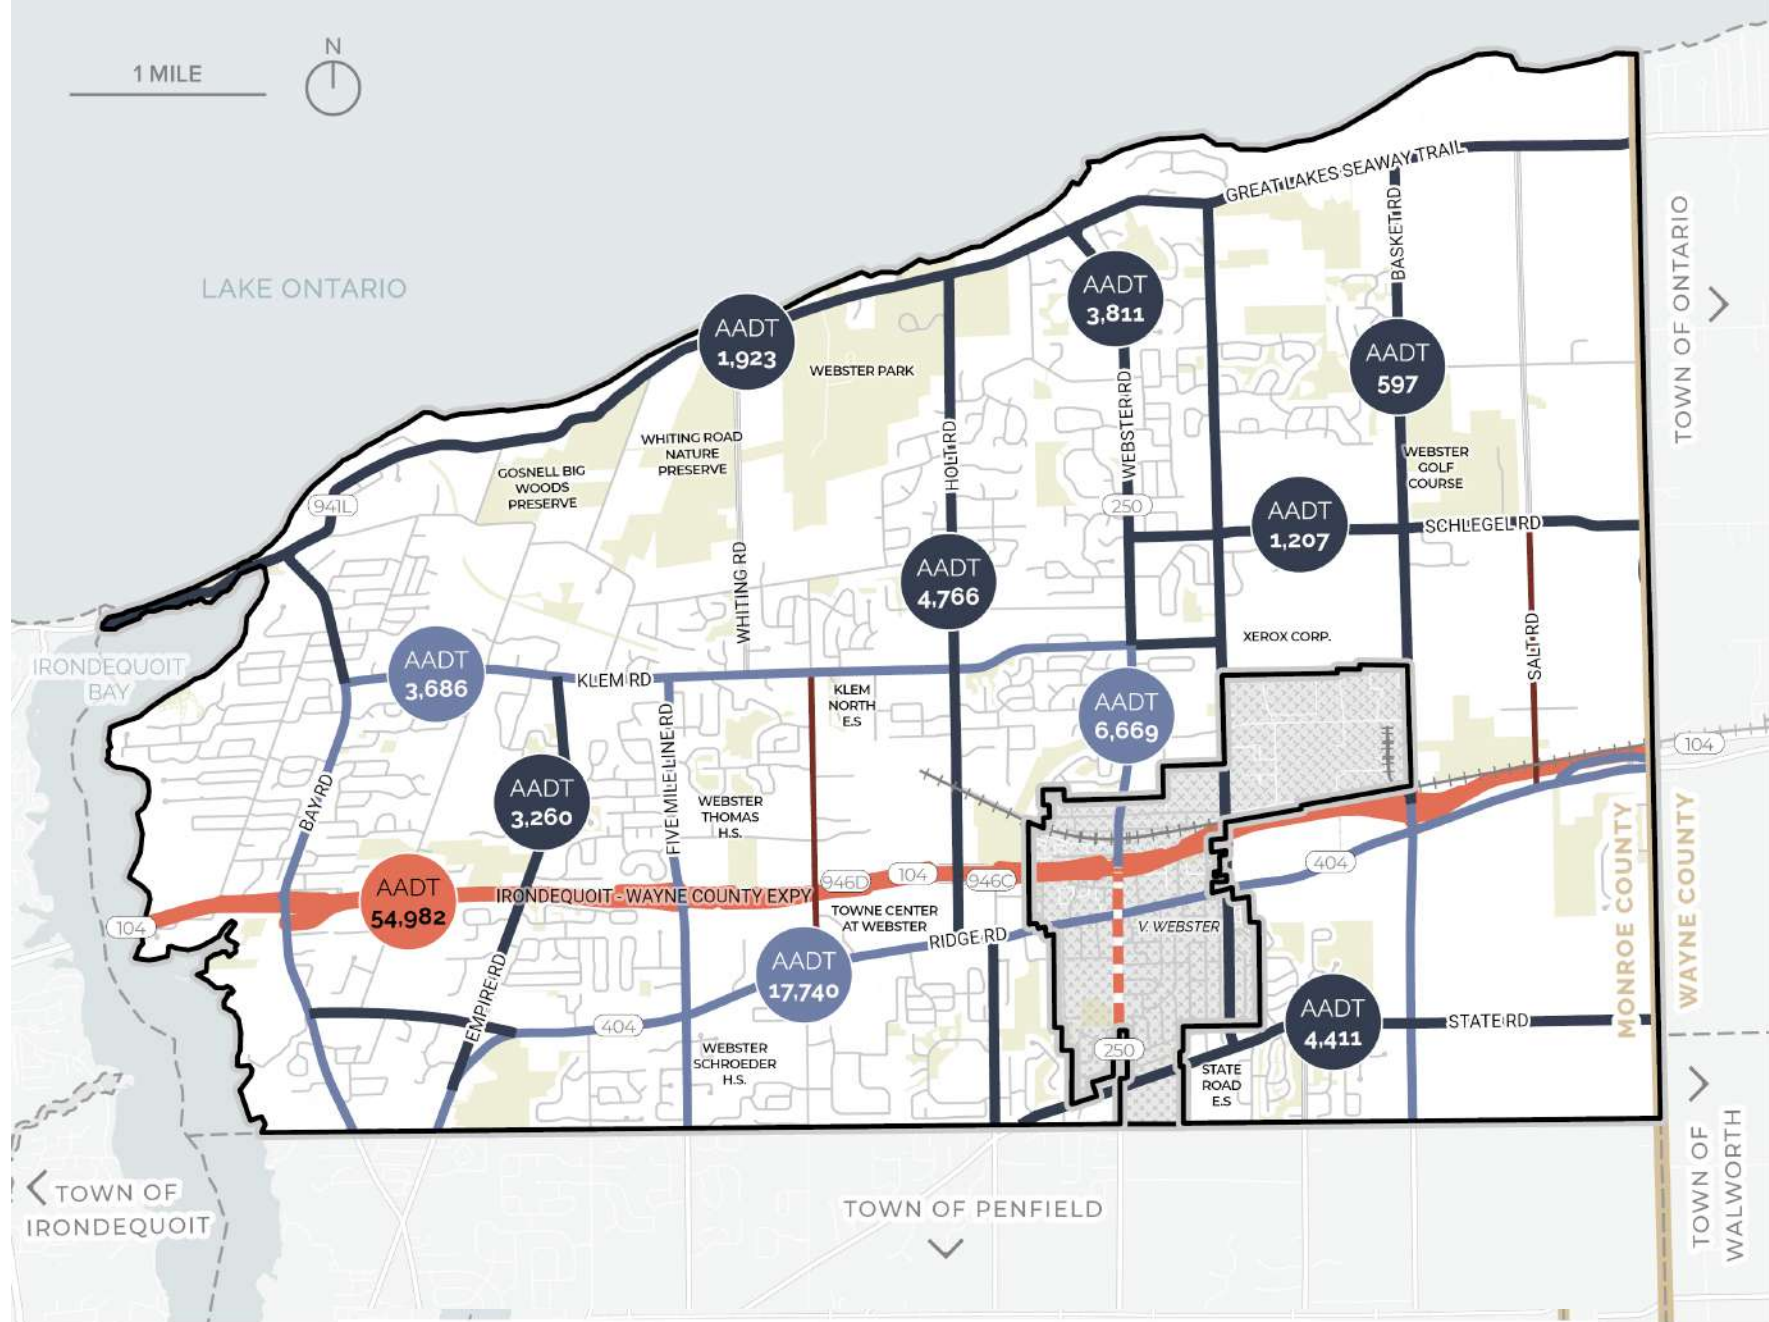 N
1 MILE
LAKE ONTARIO
GREAT LAKES SEAWAY TRAIL
BASKET RD
TOWN OF ONTARIO
AADT
3,811
AADT
1,923
AADT
597
WEBSTER PARK
WEBSTER RD
HOLT RD
WHITING ROAD
NATURE
PRESERVE
GOSNELL BIG
WOODS
PRESERVE
WEBSTER
GOLF
COURSE
941L
250
AADT
1,207
SCHLEGEL RD
WHITING RD
AADT
4,766
XEROX CORP.
SALT RD
IRONDEQUOIT
BAY
AADT
3,686
KLEM RD
KLEM
NORTH
E.S
AADT
6,669
104
FIVE MILE LINE RD
BAY RD
AADT
3,260
WEBSTER
THOMAS
H.S.
MONROE COUNTY
WAYNE COUNTY
404
AADT
54,982
IRONDEQUOIT - WAYNE COUNTY EXPY
946D
104
946C
104
TOWNE CENTER
AT WEBSTER
RIDGE RD
V. WEBSTER
AADT
17,740
EMPIRE RD
404
AADT
4,411
STATE RD
WEBSTER
SCHROEDER
H.S.
250
STATE
ROAD
E.S
TOWN OF
IRONDEQUOIT
TOWN OF PENFIELD
TOWN OF
WALWORTH